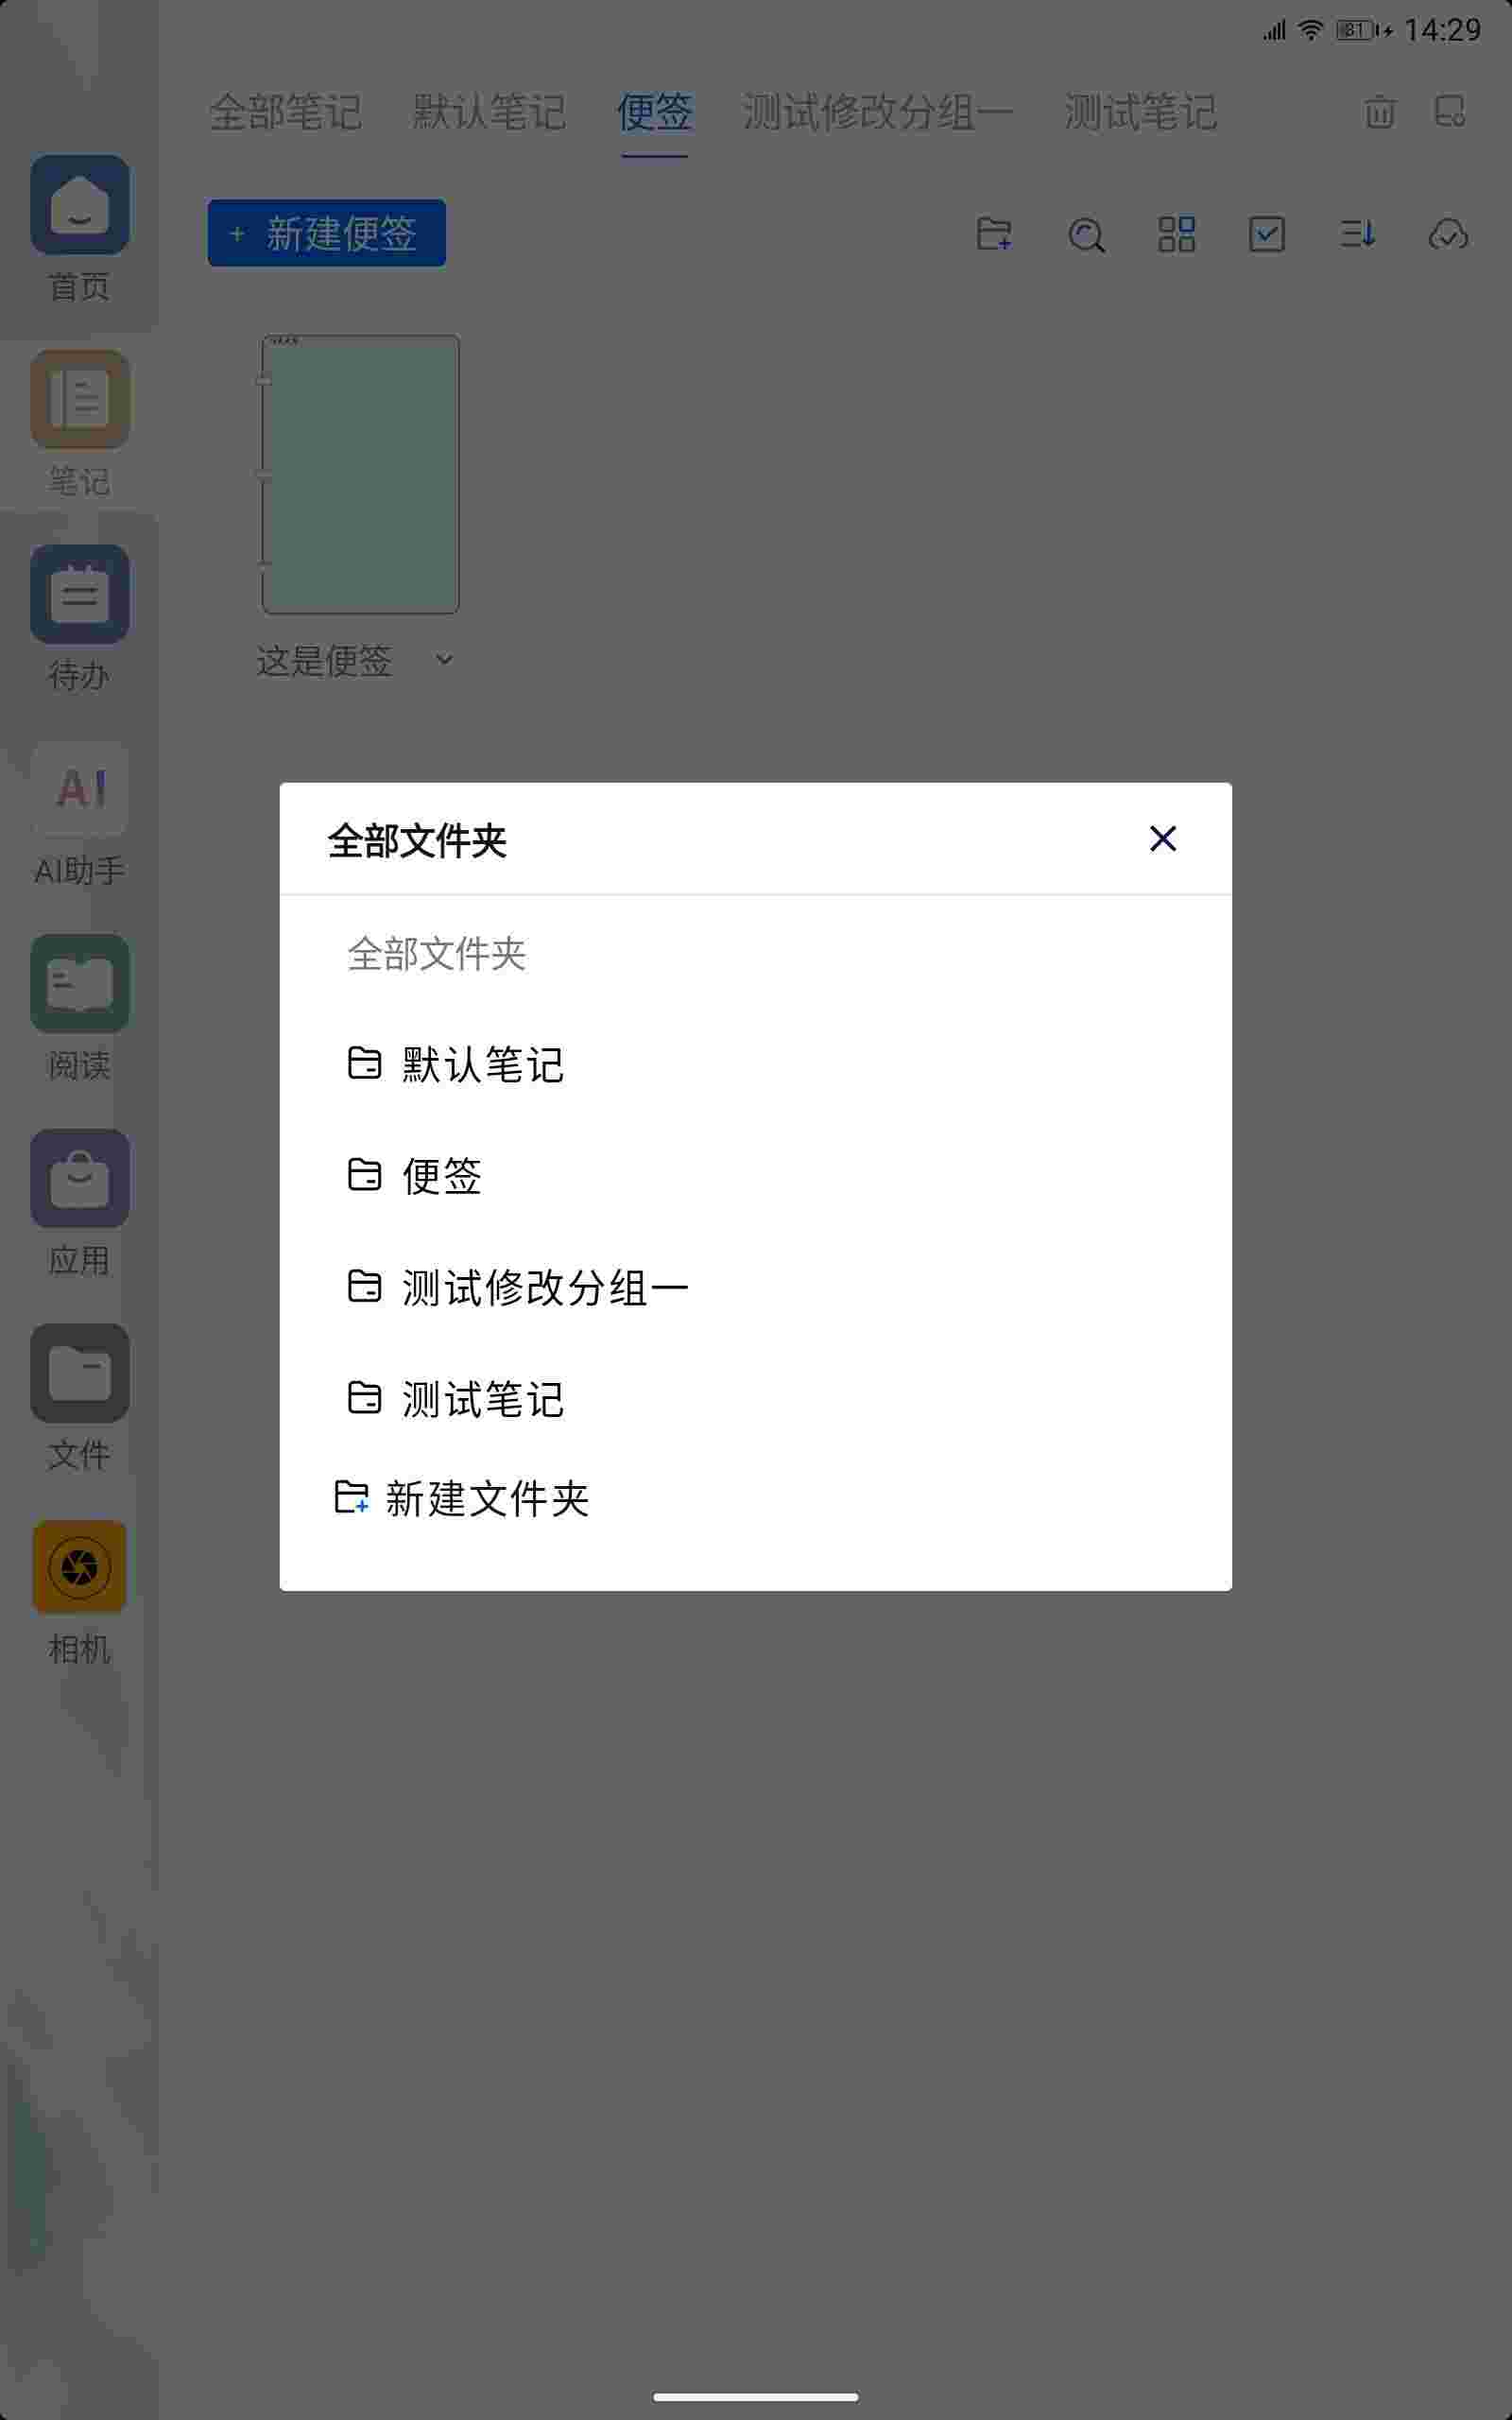 81 14:29
全部笔记 默认笔记 便签 测试修改分组一 测试笔记
+ 新建便签
首页
笔记
待办
AI
AI助手
阅读
应用
文件
相机
这是便签
全部文件夹
全部文件夹
默认笔记
便签
测试修改分组一
测试笔记
新建文件夹